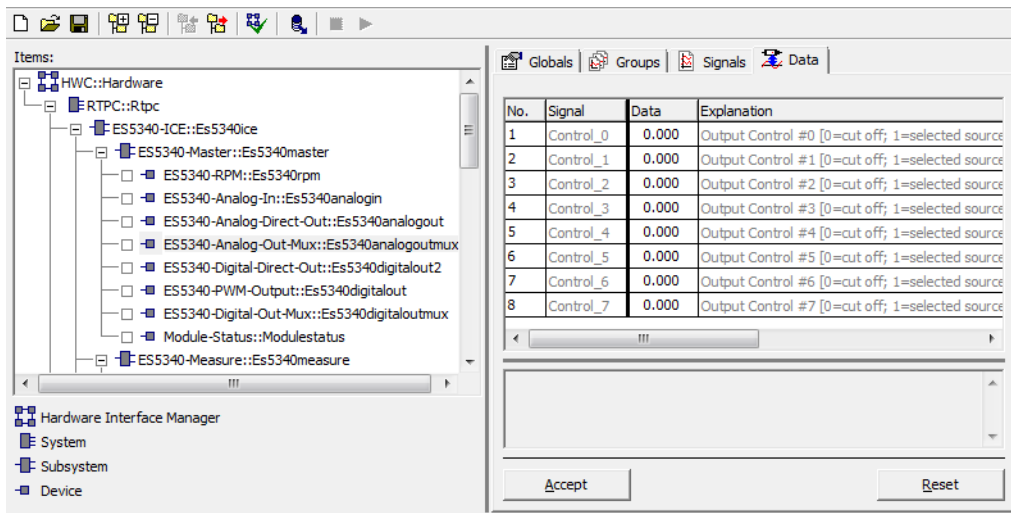 Items:
HWC::Hardware
RTPC::Rtpc
ES5340-ICE::Es5340ice
ES5340-Master::Es5340master
ES5340-RPM::Es5340rpm
ES5340-Analog-In::Es5340analogin
ES5340-Analog-Direct-Out::Es5340analogout
ES5340-Analog-Out-Mux::Es5340analogoutmux
ES5340-Digital-Direct-Out::Es5340digitalout2
ES5340-PWM-Output::Es5340digitalout
ES5340-Digital-Out-Mux::Es5340digitaloutmux
Module-Status::Modulestatus
ES5340-Measure::Es5340measure
Hardware Interface Manager
System
Subsystem
Device
Globals Groups Signals Data
No. Signal Data Explanation
1 Control_0 0.000 Output Control #0 [0=cut off; 1=selected source
2 Control_1 0.000 Output Control #1 [0=cut off; 1=selected source
3 Control_2 0.000 Output Control #2 [0=cut off; 1=selected source
4 Control_3 0.000 Output Control #3 [0=cut off; 1=selected source
5 Control_4 0.000 Output Control #4 [0=cut off; 1=selected source
6 Control_5 0.000 Output Control #5 [0=cut off; 1=selected source
7 Control_6 0.000 Output Control #6 [0=cut off; 1=selected source
8 Control_7 0.000 Output Control #7 [0=cut off; 1=selected source
Accept Reset